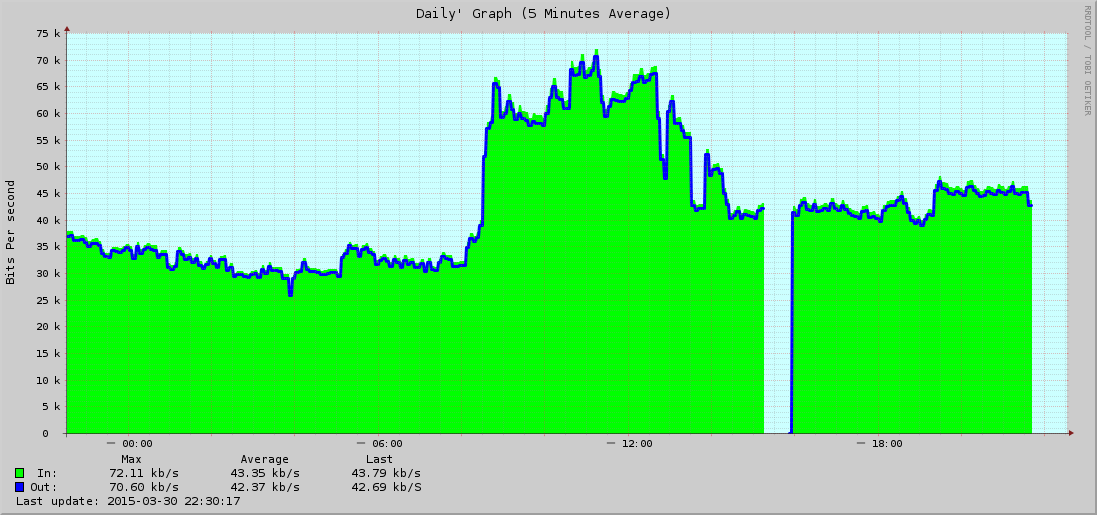 Daily' Graph (5 Minutes Average)
RRDTOOL / TOBI OETIKER
Bits Per second
75 k
70 k
65 k
60 k
55 k
50 k
45 k
40 k
35 k
30 k
25 k
20 k
15 k
10 k
5 k
0
00:00 06:00 12:00 18:00
Max Average Last
In: 72.11 kb/s 43.35 kb/s 43.79 kb/s
Out: 70.60 kb/s 42.37 kb/s 42.69 kb/S
Last update: 2015-03-30 22:30:17